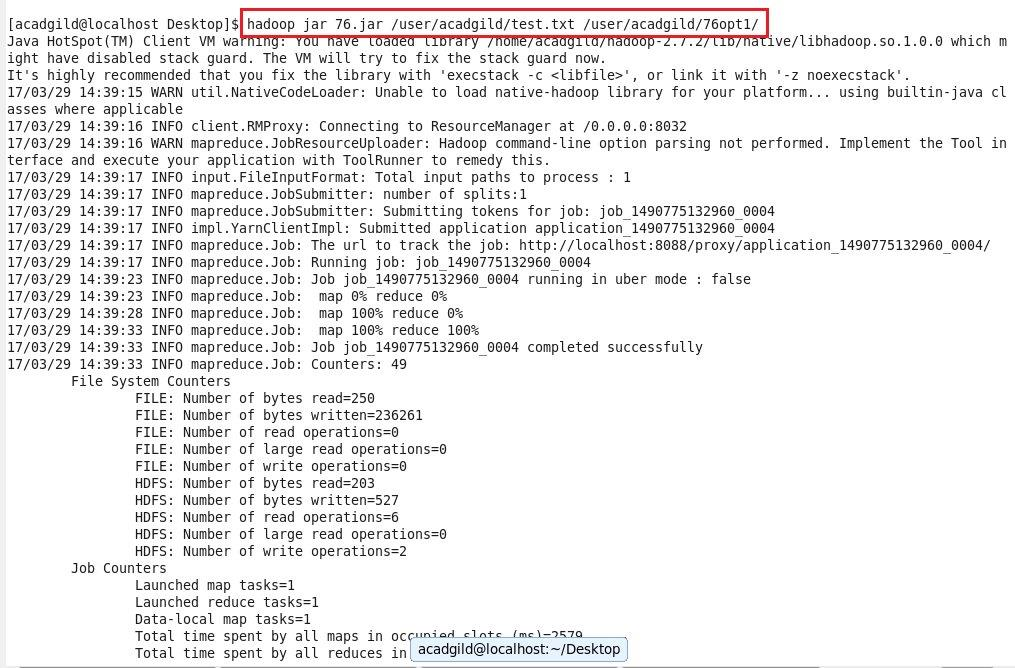 [acadgild@localhost Desktop]$ hadoop jar 76.jar /user/acadgild/test.txt /user/acadgild/76opt1/
Java HotSpot(TM) Client VM warning: You have loaded library /home/acadgild/hadoop-2.7.2/lib/native/libhadoop.so.1.0.0 which m
ight have disabled stack guard. The VM will try to fix the stack guard now.
It's highly recommended that you fix the library with 'execstack -c <libfile>', or link it with '-z noexecstack'.
17/03/29 14:39:15 WARN util.NativeCodeLoader: Unable to load native-hadoop library for your platform... using builtin-java cl
asses where applicable
17/03/29 14:39:16 INFO client.RMProxy: Connecting to ResourceManager at /0.0.0.0:8032
17/03/29 14:39:16 WARN mapreduce.JobResourceUploader: Hadoop command-line option parsing not performed. Implement the Tool in
terface and execute your application with ToolRunner to remedy this.
17/03/29 14:39:17 INFO input.FileInputFormat: Total input paths to process : 1
17/03/29 14:39:17 INFO mapreduce.JobSubmitter: number of splits:1
17/03/29 14:39:17 INFO mapreduce.JobSubmitter: Submitting tokens for job: job_1490775132960_0004
17/03/29 14:39:17 INFO impl.YarnClientImpl: Submitted application application_1490775132960_0004
17/03/29 14:39:17 INFO mapreduce.Job: The url to track the job: http://localhost:8088/proxy/application_1490775132960_0004/
17/03/29 14:39:17 INFO mapreduce.Job: Running job: job_1490775132960_0004
17/03/29 14:39:23 INFO mapreduce.Job: Job job_1490775132960_0004 running in uber mode : false
17/03/29 14:39:23 INFO mapreduce.Job:  map 0% reduce 0%
17/03/29 14:39:28 INFO mapreduce.Job:  map 100% reduce 0%
17/03/29 14:39:33 INFO mapreduce.Job:  map 100% reduce 100%
17/03/29 14:39:33 INFO mapreduce.Job: Job job_1490775132960_0004 completed successfully
17/03/29 14:39:33 INFO mapreduce.Job: Counters: 49
File System Counters
FILE: Number of bytes read=250
FILE: Number of bytes written=236261
FILE: Number of read operations=0
FILE: Number of large read operations=0
FILE: Number of write operations=0
HDFS: Number of bytes read=203
HDFS: Number of bytes written=527
HDFS: Number of read operations=6
HDFS: Number of large read operations=0
HDFS: Number of write operations=2
Job Counters
Launched map tasks=1
Launched reduce tasks=1
Data-local map tasks=1
Total time spent by all maps in occupied slots (ms)=2579
Total time spent by all reduces in
acadgild@localhost:~/Desktop